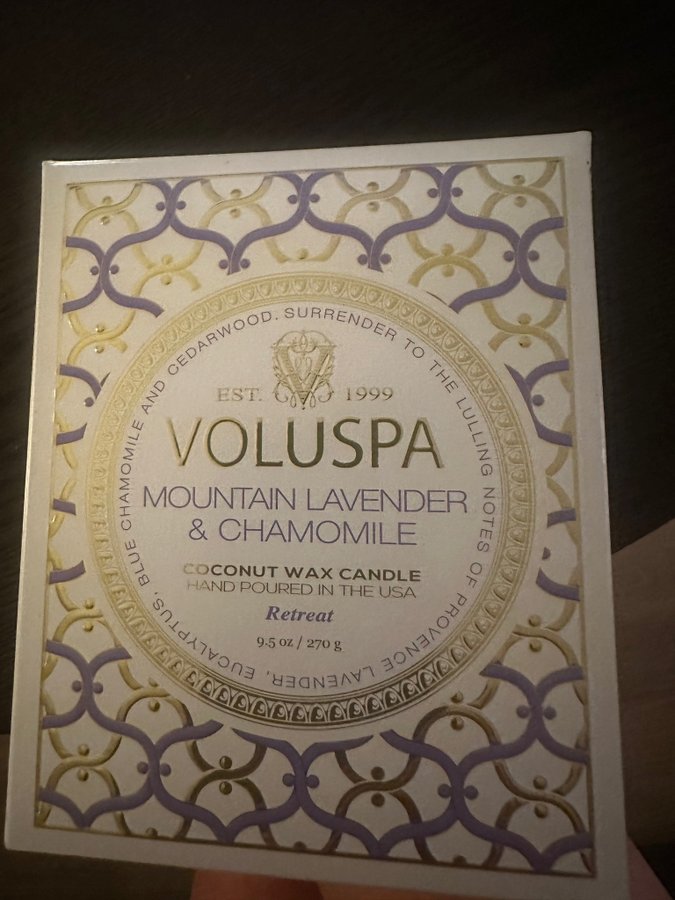 SURRENDER TO THE LULLING NOTES OF PROVENCE LAVENDER, EUCALYPTUS, BLUE CHAMOMILE AND CEDARWOOD.
EST. 1999
VOLUSPA
MOUNTAIN LAVENDER
& CHAMOMILE
COCONUT WAX CANDLE
HAND POURED IN THE USA
Retreat
9.5 oz / 270 g